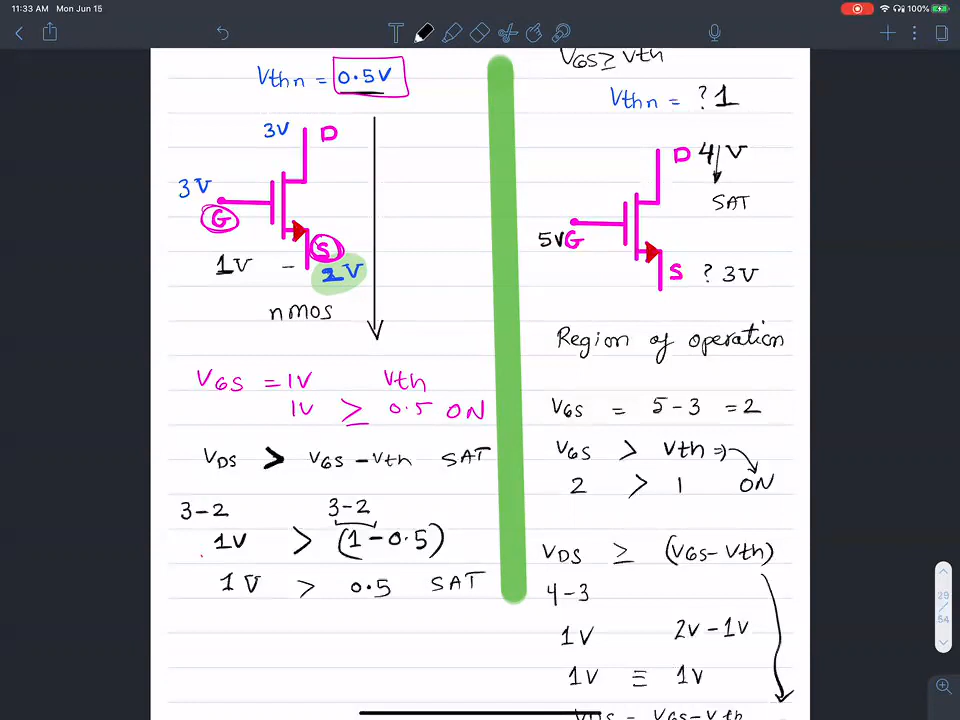 11:33 AM Mon Jun 15
100%
Vthn = 0.5V
3V D
3V
G
S
1V -
2V
nmos
VGS = 1V Vth
1V ≥ 0.5 ON
VDS > VGS - Vth SAT
3-2 3-2
1V > (1-0.5)
1V > 0.5 SAT
VGS ≥ Vth
Vthn = ? 1
D 4V
SAT
5V G
S ? 3V
Region of operation
VGS = 5-3 = 2
VGS > Vth ⇒
2 > 1 ON
VDS ≥ (VGS - Vth)
4-3
1V 2V-1V
1V ≡ 1V
VDS = VGS - Vth
29
/
54